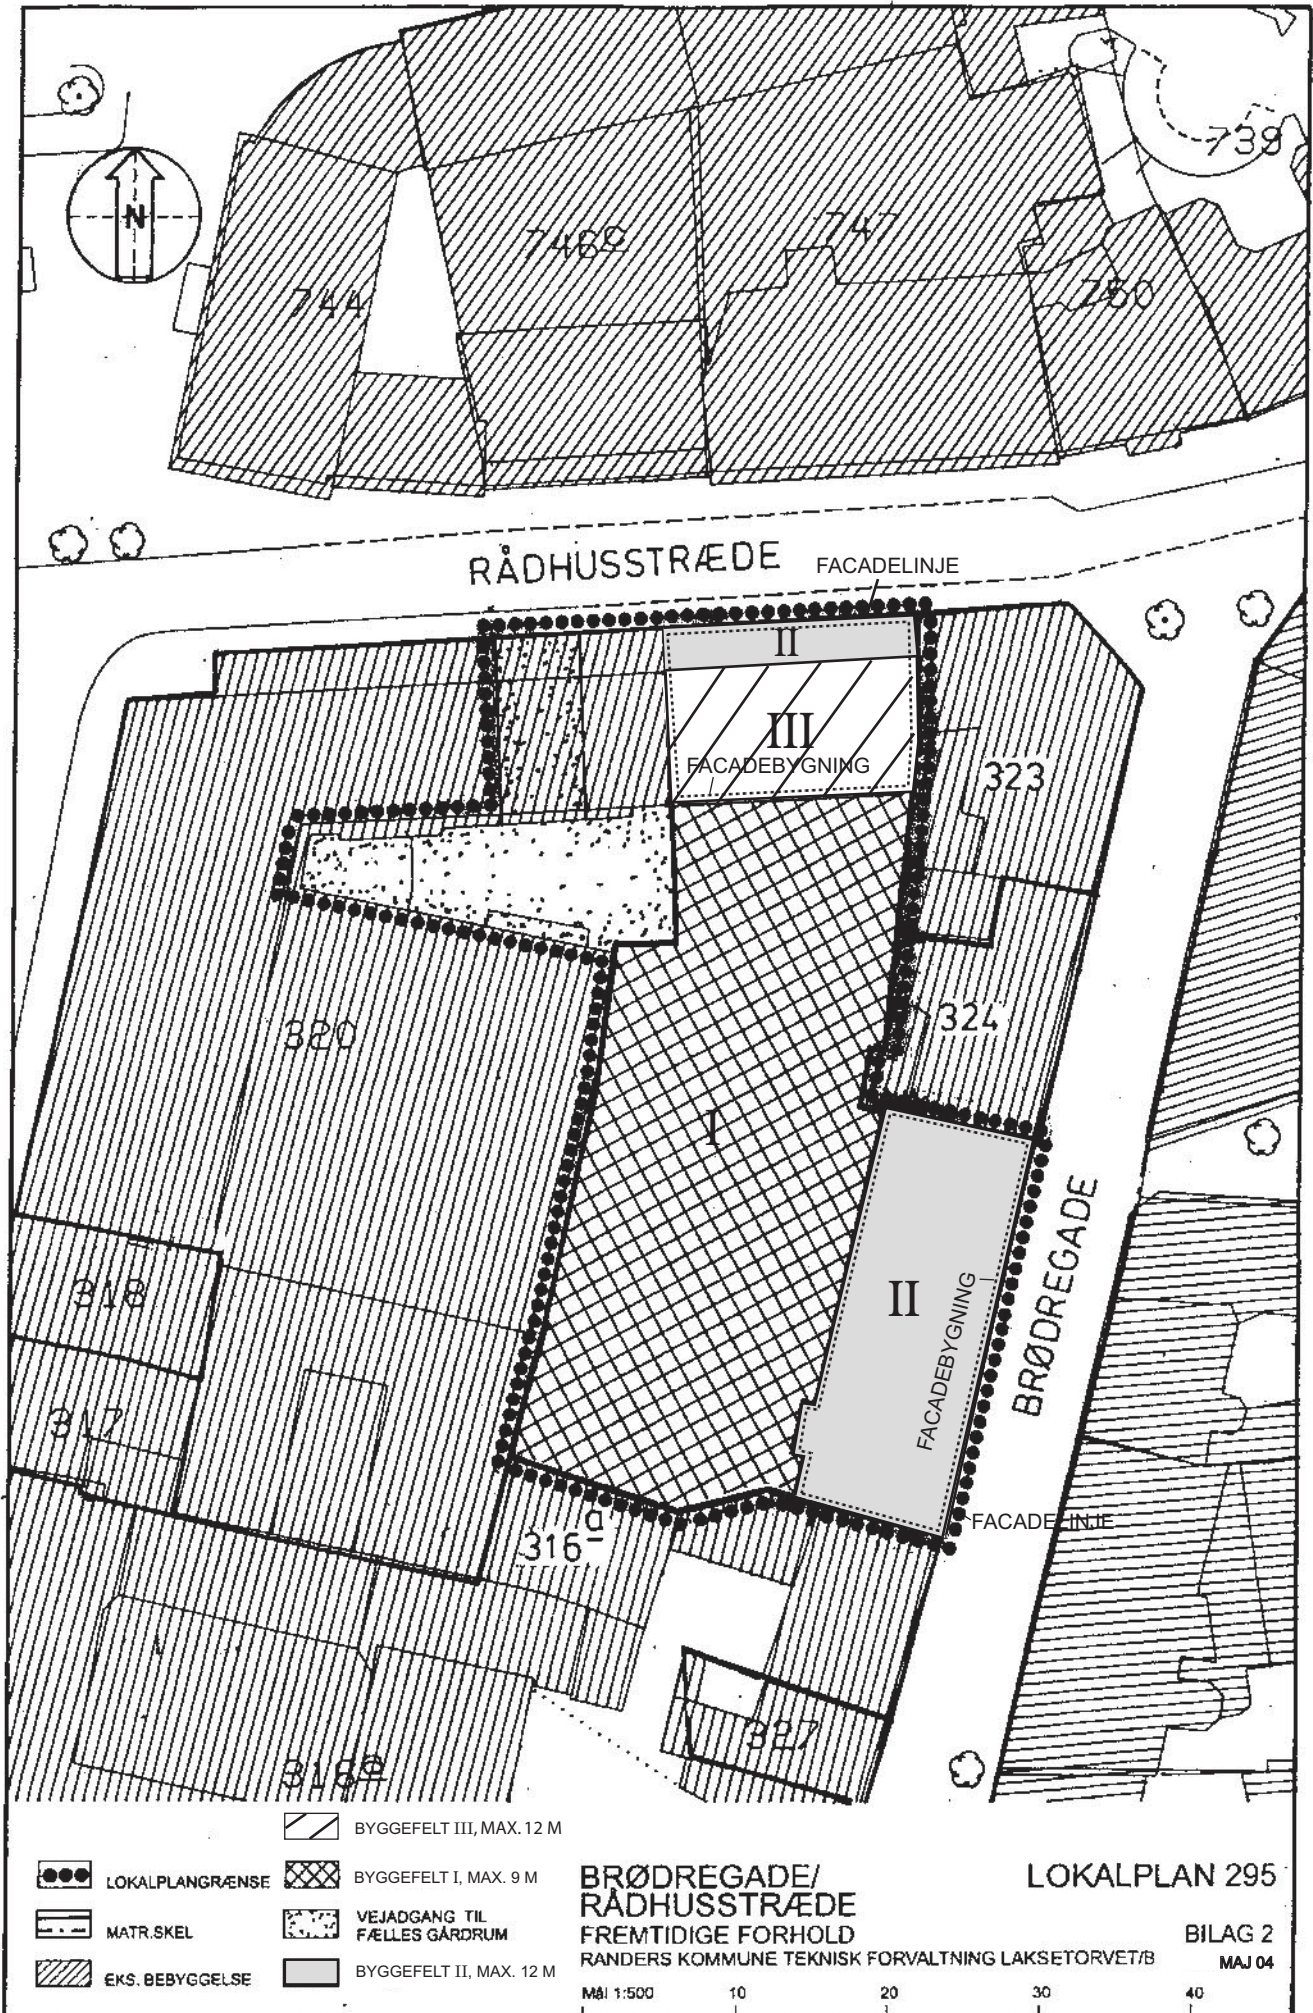 739
N
746c
747
744
750
RÅDHUSSTRÆDE
FACADELINJE
II
III
FACADEBYGNING
323
324
320
I
BRØDREGADE
318
II
FACADEBYGNING
317
FACADELINJE
316a
327
BYGGEFELT III, MAX. 12 M
LOKALPLANGRÆNSE
BYGGEFELT I, MAX. 9 M
MATR.SKEL
VEJADGANG TIL
FÆLLES GÅRDRUM
EKS. BEBYGGELSE
BYGGEFELT II, MAX. 12 M
BRØDREGADE/
RÅDHUSSTRÆDE
FREMTIDIGE FORHOLD
RANDERS KOMMUNE TEKNISK FORVALTNING LAKSETORVET/B
LOKALPLAN 295
BILAG 2
MAJ 04
Mål 1:500 10 20 30 40